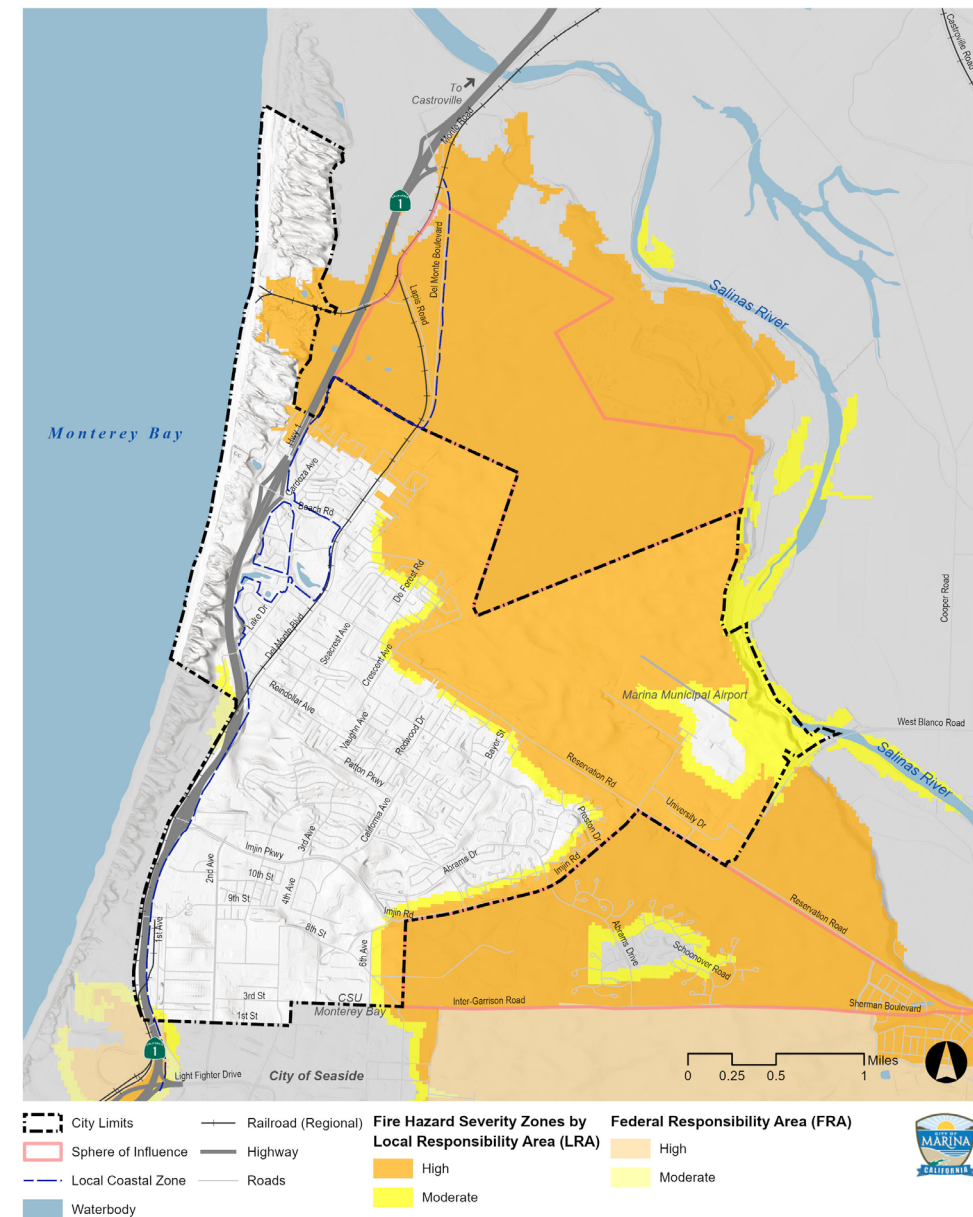 Castroville Road
To
Castroville
Monte Road
1
Del Monte Boulevard
Lapis Road
Salinas River
Monterey Bay
Hwy 1
Cardoza Ave
Beach Rd
De Forest Rd
Cooper Road
Lake Dr
Del Monte Blvd
Seacrest Ave
Crescent Ave
Reindollar Ave
Marina Municipal Airport
West Blanco Road
Vaughn Ave
Redwood Dr
Bayer St
Salinas River
Reservation Rd
Patton Pkwy
University Dr
Preston Dr
California Ave
3rd Ave
Imjin Pkwy
Abrams Dr
Imjin Rd
2nd Ave
10th St
4th Ave
9th St
Imjin Rd
8th St
Reservation Road
1st Ave
6th Ave
Abrams Drive
Schoonover Road
3rd St
CSU
Monterey Bay
1st St
Inter-Garrison Road
Sherman Boulevard
1
Light Fighter Drive
City of Seaside
Miles
0 0.25 0.5 1
City Limits
Sphere of Influence
Local Coastal Zone
Waterbody
Railroad (Regional)
Highway
Roads
Fire Hazard Severity Zones by
Local Responsibility Area (LRA)
High
Moderate
Federal Responsibility Area (FRA)
High
Moderate
CITY OF
MARINA
CALIFORNIA